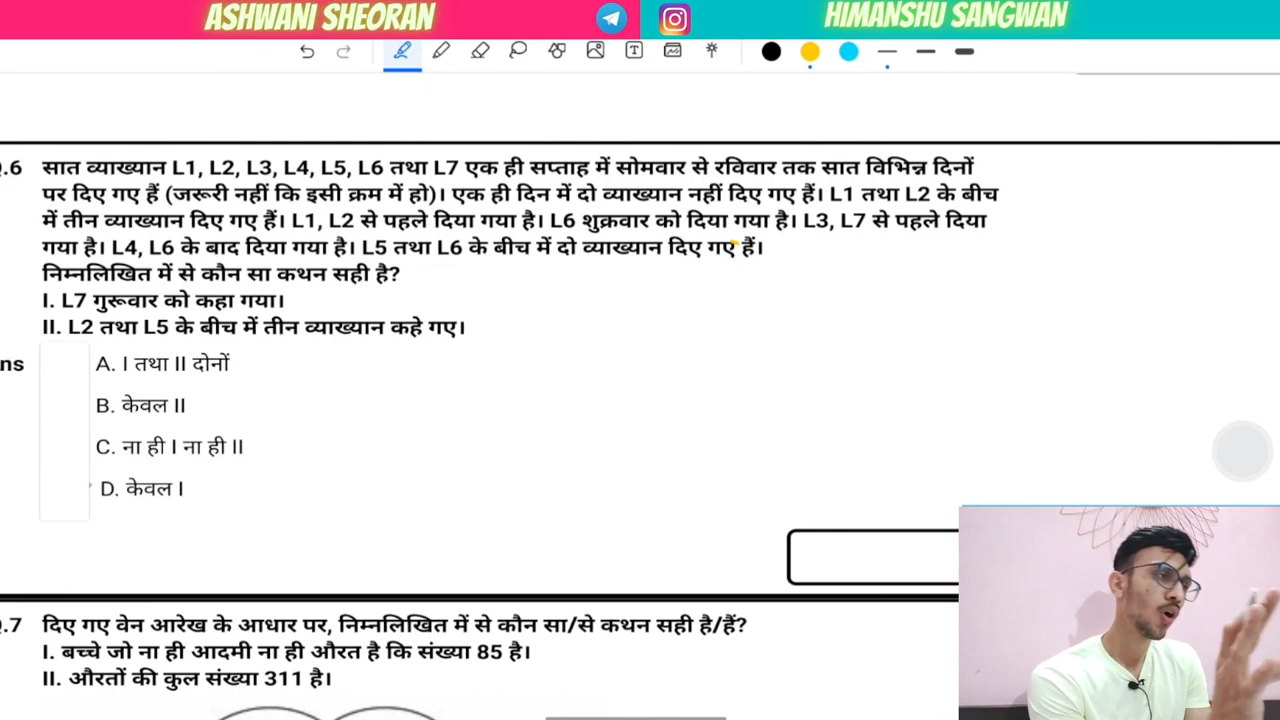 ASHWANI SHEORAN
HIMANSHU SANGWAN
.6 सात व्याख्यान L1, L2, L3, L4, L5, L6 तथा L7 एक ही सप्ताह में सोमवार से रविवार तक सात विभिन्न दिनों
पर दिए गए हैं (जरूरी नहीं कि इसी क्रम में हो)। एक ही दिन में दो व्याख्यान नहीं दिए गए हैं। L1 तथा L2 के बीच
में तीन व्याख्यान दिए गए हैं। L1, L2 से पहले दिया गया है। L6 शुक्रवार को दिया गया है। L3, L7 से पहले दिया
गया है। L4, L6 के बाद दिया गया है। L5 तथा L6 के बीच में दो व्याख्यान दिए गए हैं।
निम्नलिखित में से कौन सा कथन सही है?
I. L7 गुरूवार को कहा गया।
II. L2 तथा L5 के बीच में तीन व्याख्यान कहे गए।
ns A. I तथा II दोनों
B. केवल II
C. ना ही I ना ही II
D. केवल I
.7 दिए गए वेन आरेख के आधार पर, निम्नलिखित में से कौन सा/से कथन सही है/हैं?
I. बच्चे जो ना ही आदमी ना ही औरत है कि संख्या 85 है।
II. औरतों की कुल संख्या 311 है।